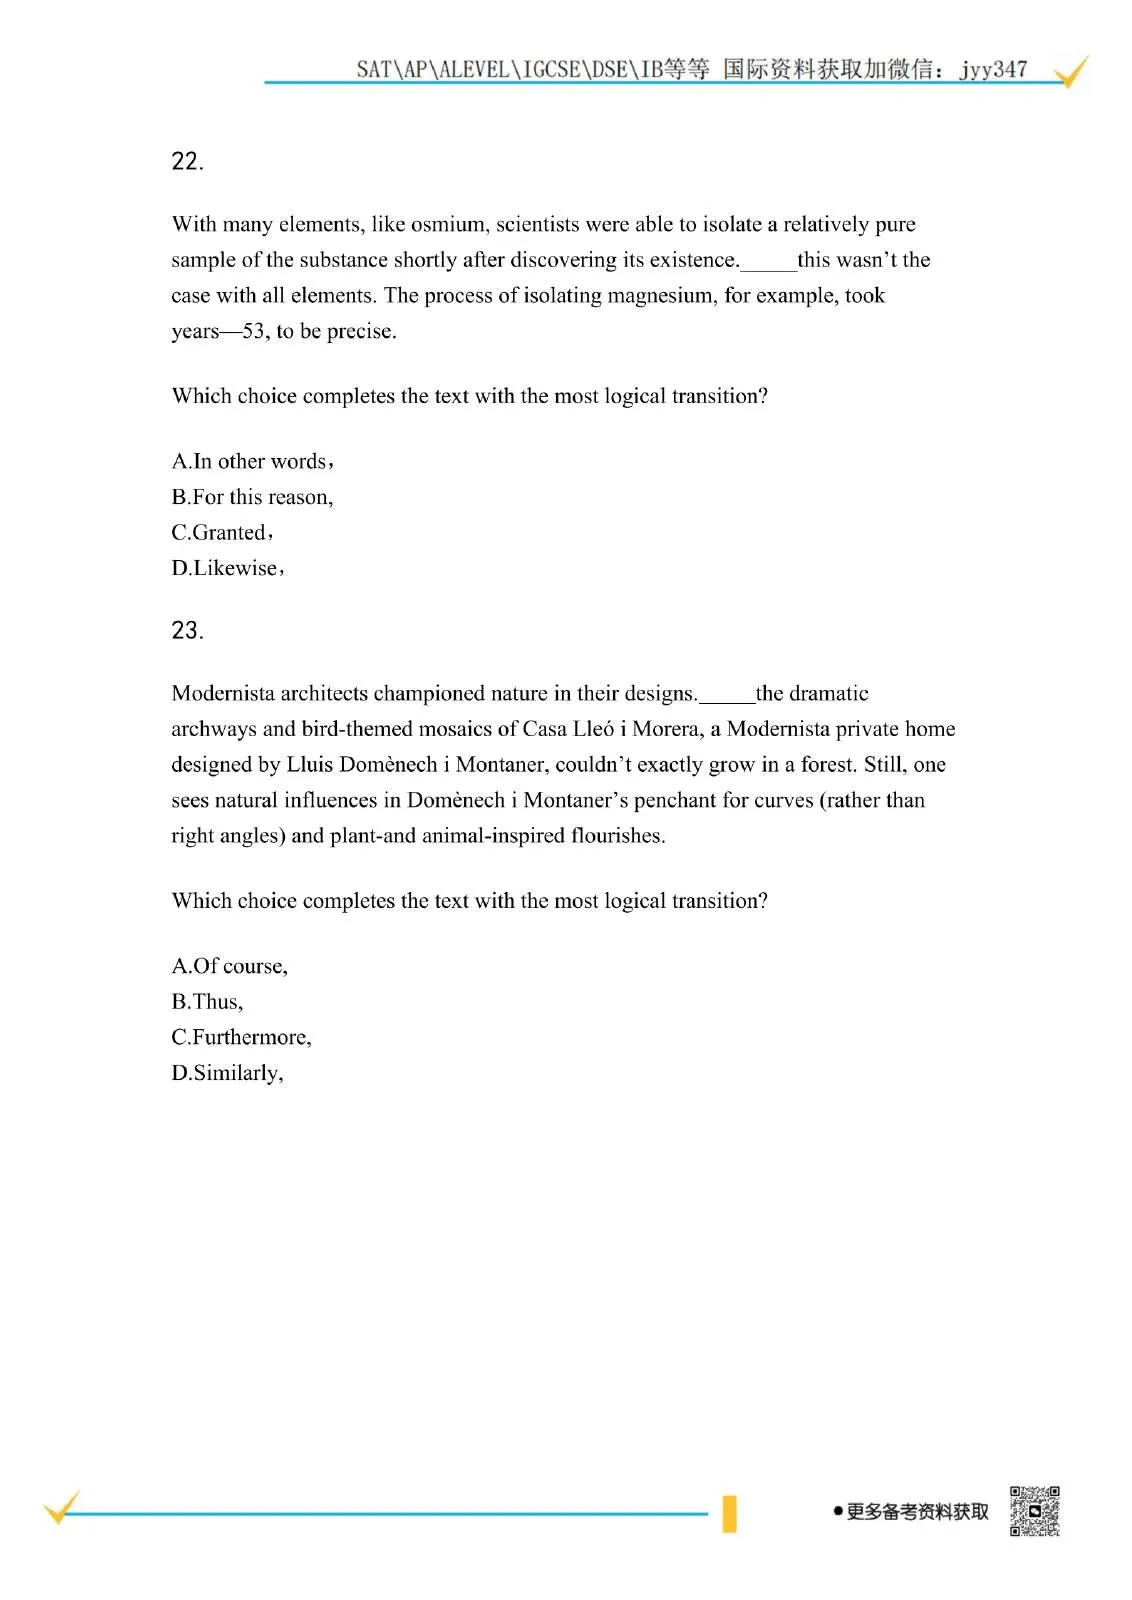 SAT\AP\ALEVEL\IGCSE\DSE\IB等等 国际资料获取加微信：jyy347
22.
With many elements, like osmium, scientists were able to isolate a relatively pure
sample of the substance shortly after discovering its existence._____this wasn’t the
case with all elements. The process of isolating magnesium, for example, took
years—53, to be precise.
Which choice completes the text with the most logical transition?
A.In other words，
B.For this reason,
C.Granted，
D.Likewise，
23.
Modernista architects championed nature in their designs._____the dramatic
archways and bird-themed mosaics of Casa Lleó i Morera, a Modernista private home
designed by Lluis Domènech i Montaner, couldn’t exactly grow in a forest. Still, one
sees natural influences in Domènech i Montaner’s penchant for curves (rather than
right angles) and plant-and animal-inspired flourishes.
Which choice completes the text with the most logical transition?
A.Of course,
B.Thus,
C.Furthermore,
D.Similarly,
●更多备考资料获取